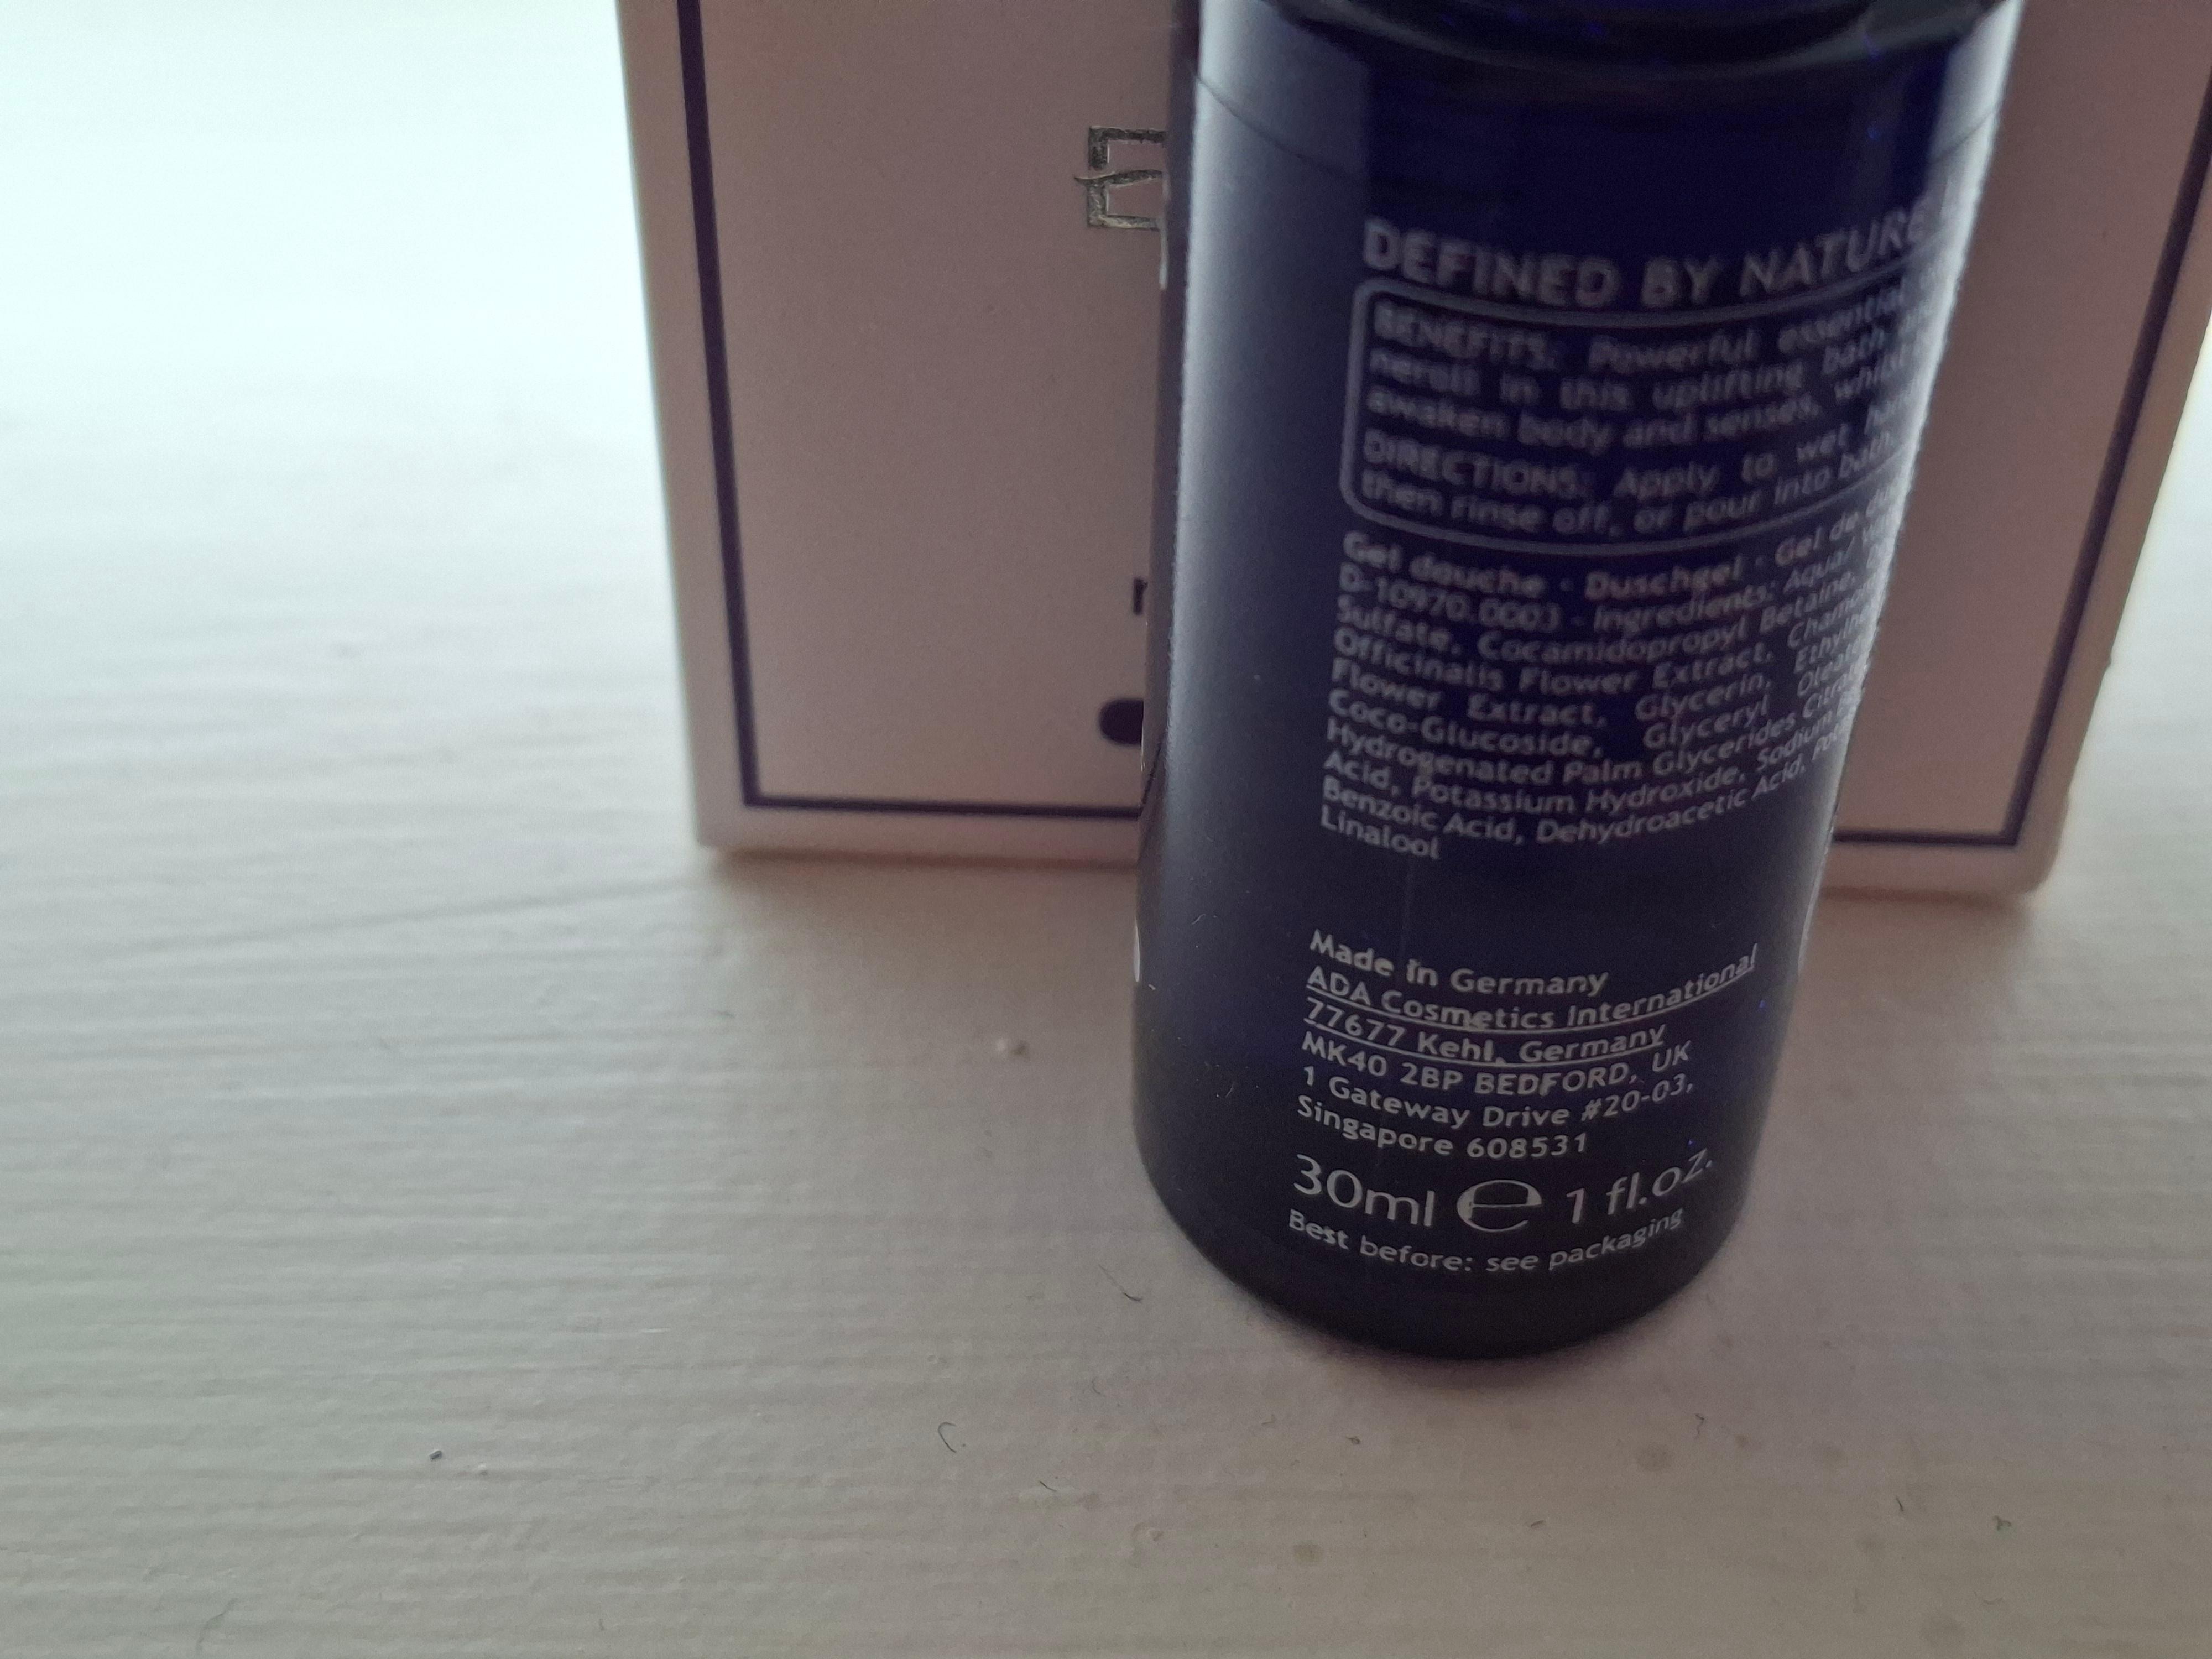 DEFINED BY NATURE
BENEFITS: Powerful essential
neroli in this uplifting bath
awaken body and senses, whilst
DIRECTIONS: Apply to wet
then rinse off, or pour into bath
Gel douche · Duschgel · Gel de
D-10970.0003 - Ingredients: Aqua/
Sulfate, Cocamidopropyl Betaine,
Officinalis Flower Extract,
Flower Extract, Glycerin,
Coco-Glucoside, Glyceryl
Hydrogenated Palm Glycerides
Acid, Potassium Hydroxide, Sodium
Benzoic Acid, Dehydroacetic Acid,
Linalool
Made in Germany
ADA Cosmetics International
77677 Kehl, Germany
MK40 2BP BEDFORD, UK
1 Gateway Drive #20-03,
Singapore 608531
30ml e 1 fl.oz.
Best before: see packaging